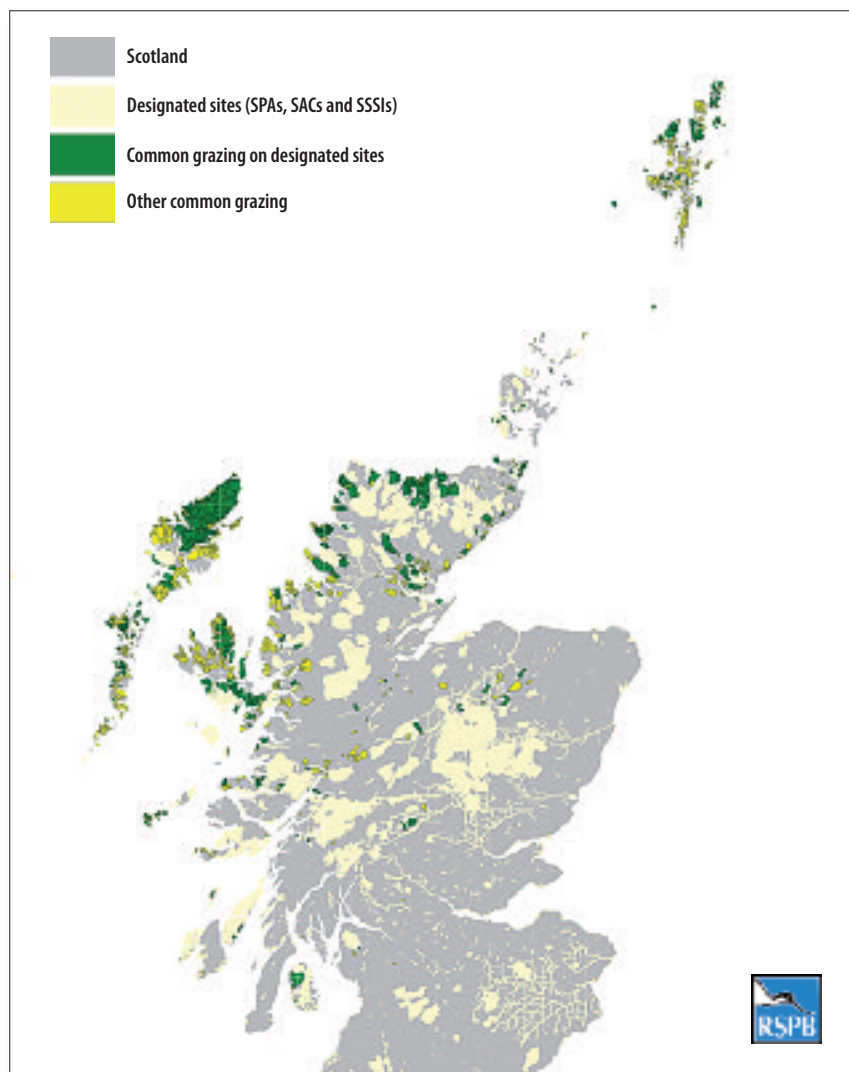 Scotland
Designated sites (SPAs, SACs and SSSIs)
Common grazing on designated sites
Other common grazing
RSPB